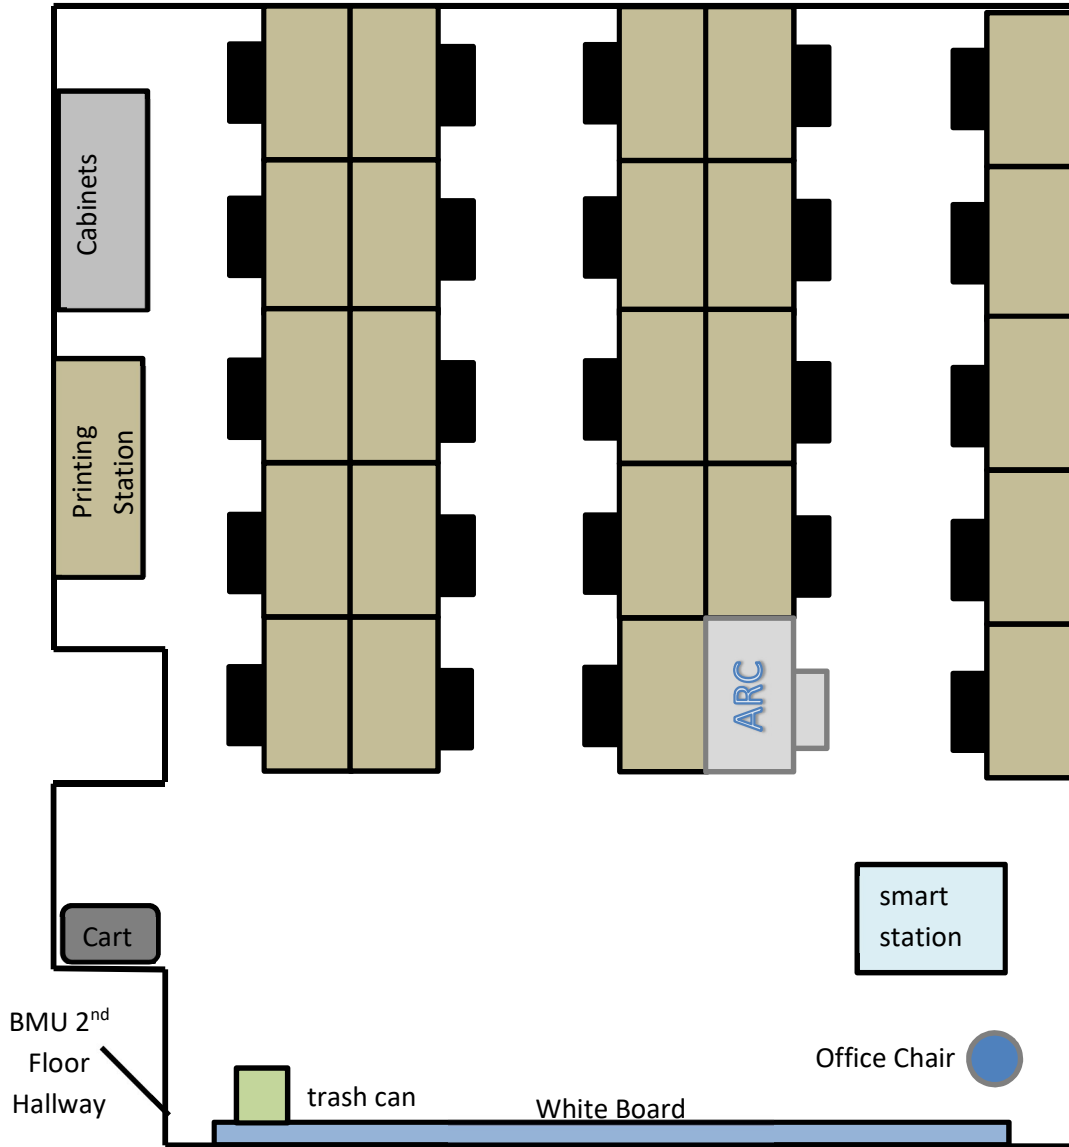 Cabinets
Printing
Station
ARC
smart
station
Cart
BMU 2nd
Floor
Hallway
Office Chair
trash can
White Board